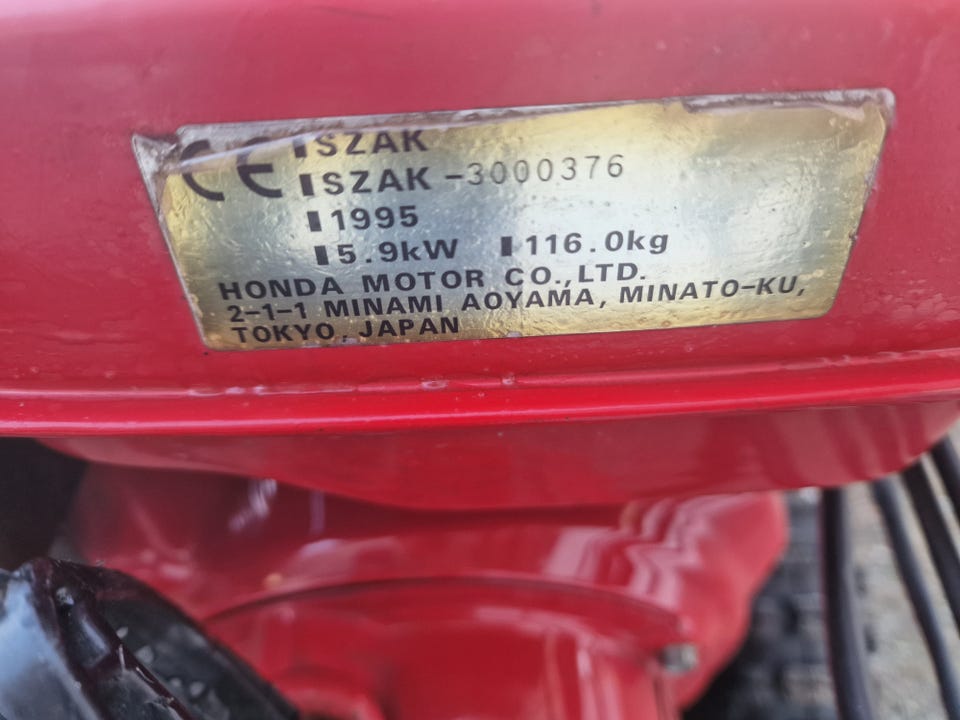 CE ▮SZAK
▮SZAK-3000376
▮1995
▮5.9kW ▮116.0kg
HONDA MOTOR CO.,LTD.
2-1-1 MINAMI AOYAMA, MINATO-KU,
TOKYO, JAPAN